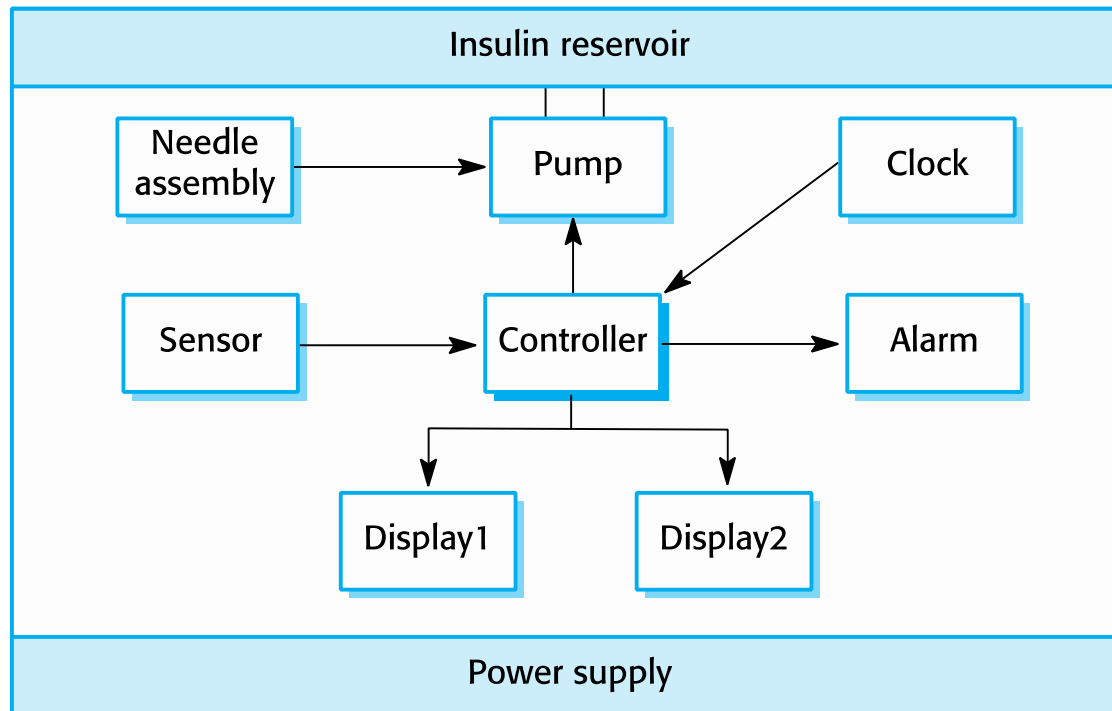 Insulin reservoir
Needle
assembly
Pump
Clock
Sensor
Controller
Alarm
Display1
Display2
Power supply